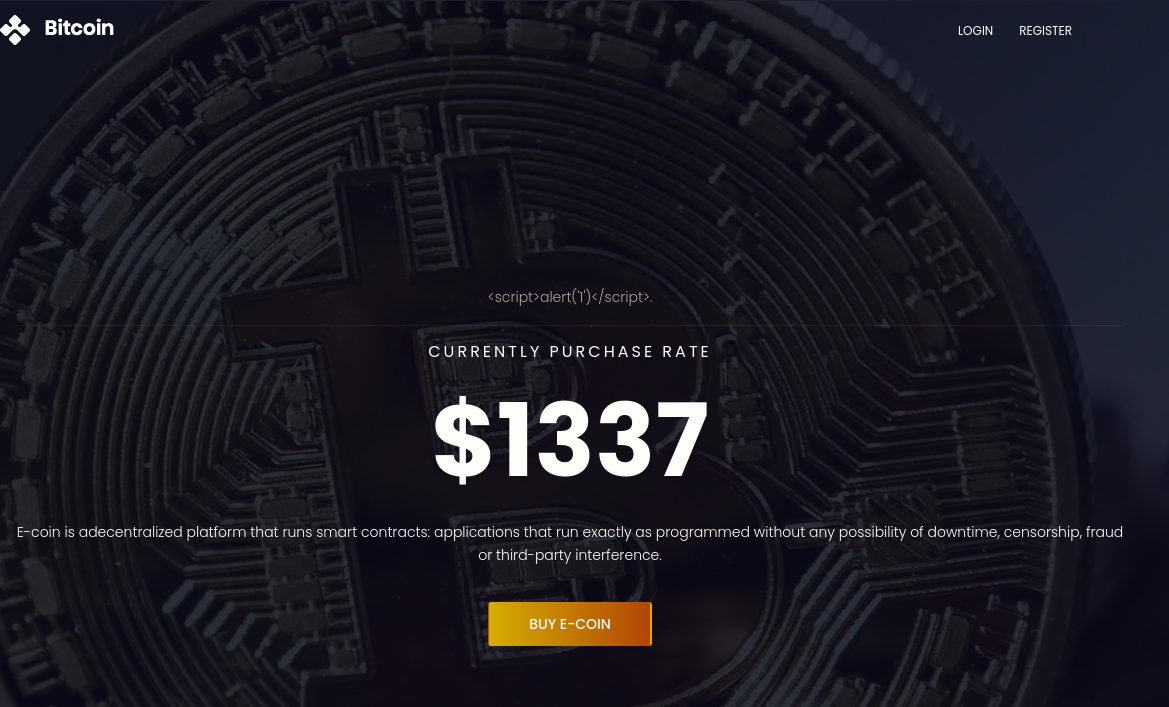 Bitcoin
LOGIN
REGISTER
<script>alert('1')</script>.
CURRENTLY PURCHASE RATE
$1337
E-coin is adecentralized platform that runs smart contracts: applications that run exactly as programmed without any possibility of downtime, censorship, fraud
or third-party interference.
BUY E-COIN